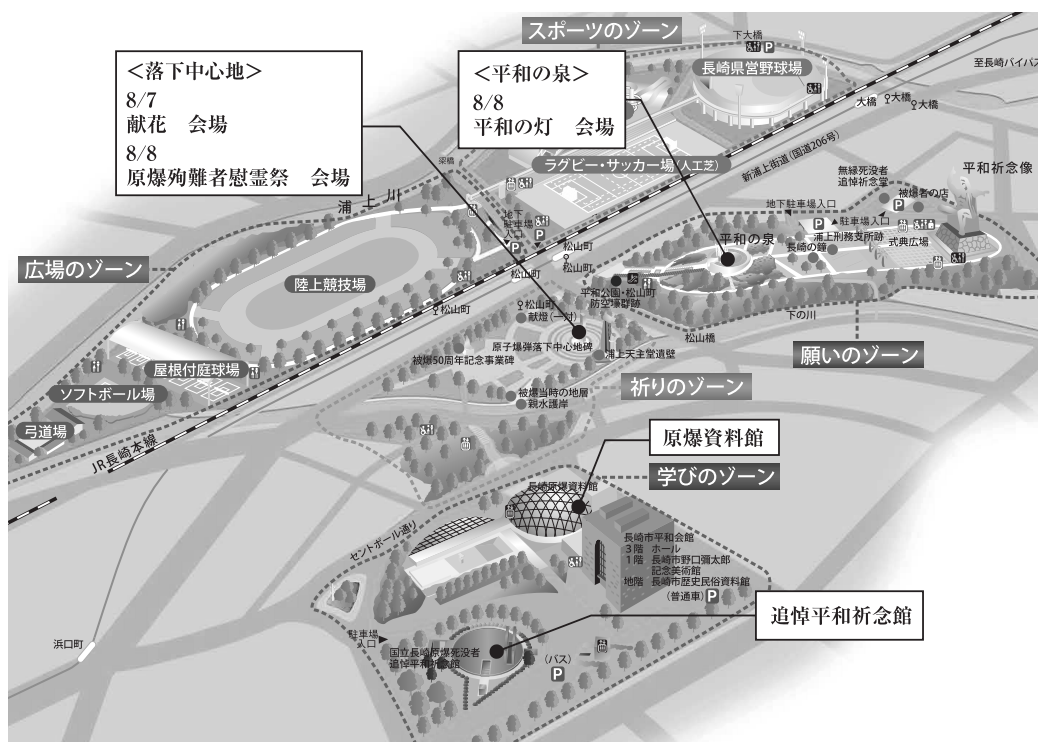 スポーツのゾーン
下大橋
P
長崎県営野球場
至長崎バイパス
大橋
大橋
大橋
<落下中心地>
8/7
献花 会場
8/8
原爆殉難者慰霊祭 会場
<平和の泉>
8/8
平和の灯 会場
梁橋
ラグビー・サッカー場(人工芝)
新浦上街道(国道206号)
浦上川
地下
駐車場
入口
P
P
松山町
松山町
松山町
無縁死没者
追悼祈念堂
被爆者の店
P
平和祈念像
地下駐車場入口
駐車場入口
P
浦上刑務支所跡
式典広場
長崎の鐘
平和の泉
平和公園・松山町
防空壕群跡
下の川
松山橋
願いのゾーン
広場のゾーン
陸上競技場
松山町
松山町
献燈(一対)
原子爆弾落下中心地碑
被爆50周年記念事業碑
浦上天主堂遺壁
屋根付庭球場
ソフトボール場
弓道場
JR長崎本線
祈りのゾーン
被爆当時の地層
親水護岸
原爆資料館
学びのゾーン
長崎原爆資料館
セントポール通り
長崎市平和会館
3階 ホール
1階 長崎市野口彌太郎
記念美術館
地階 長崎市歴史民俗資料館
(普通車)P
追悼平和祈念館
浜口町
駐車場
入口
国立長崎原爆死没者
追悼平和祈念館
(バス)
P